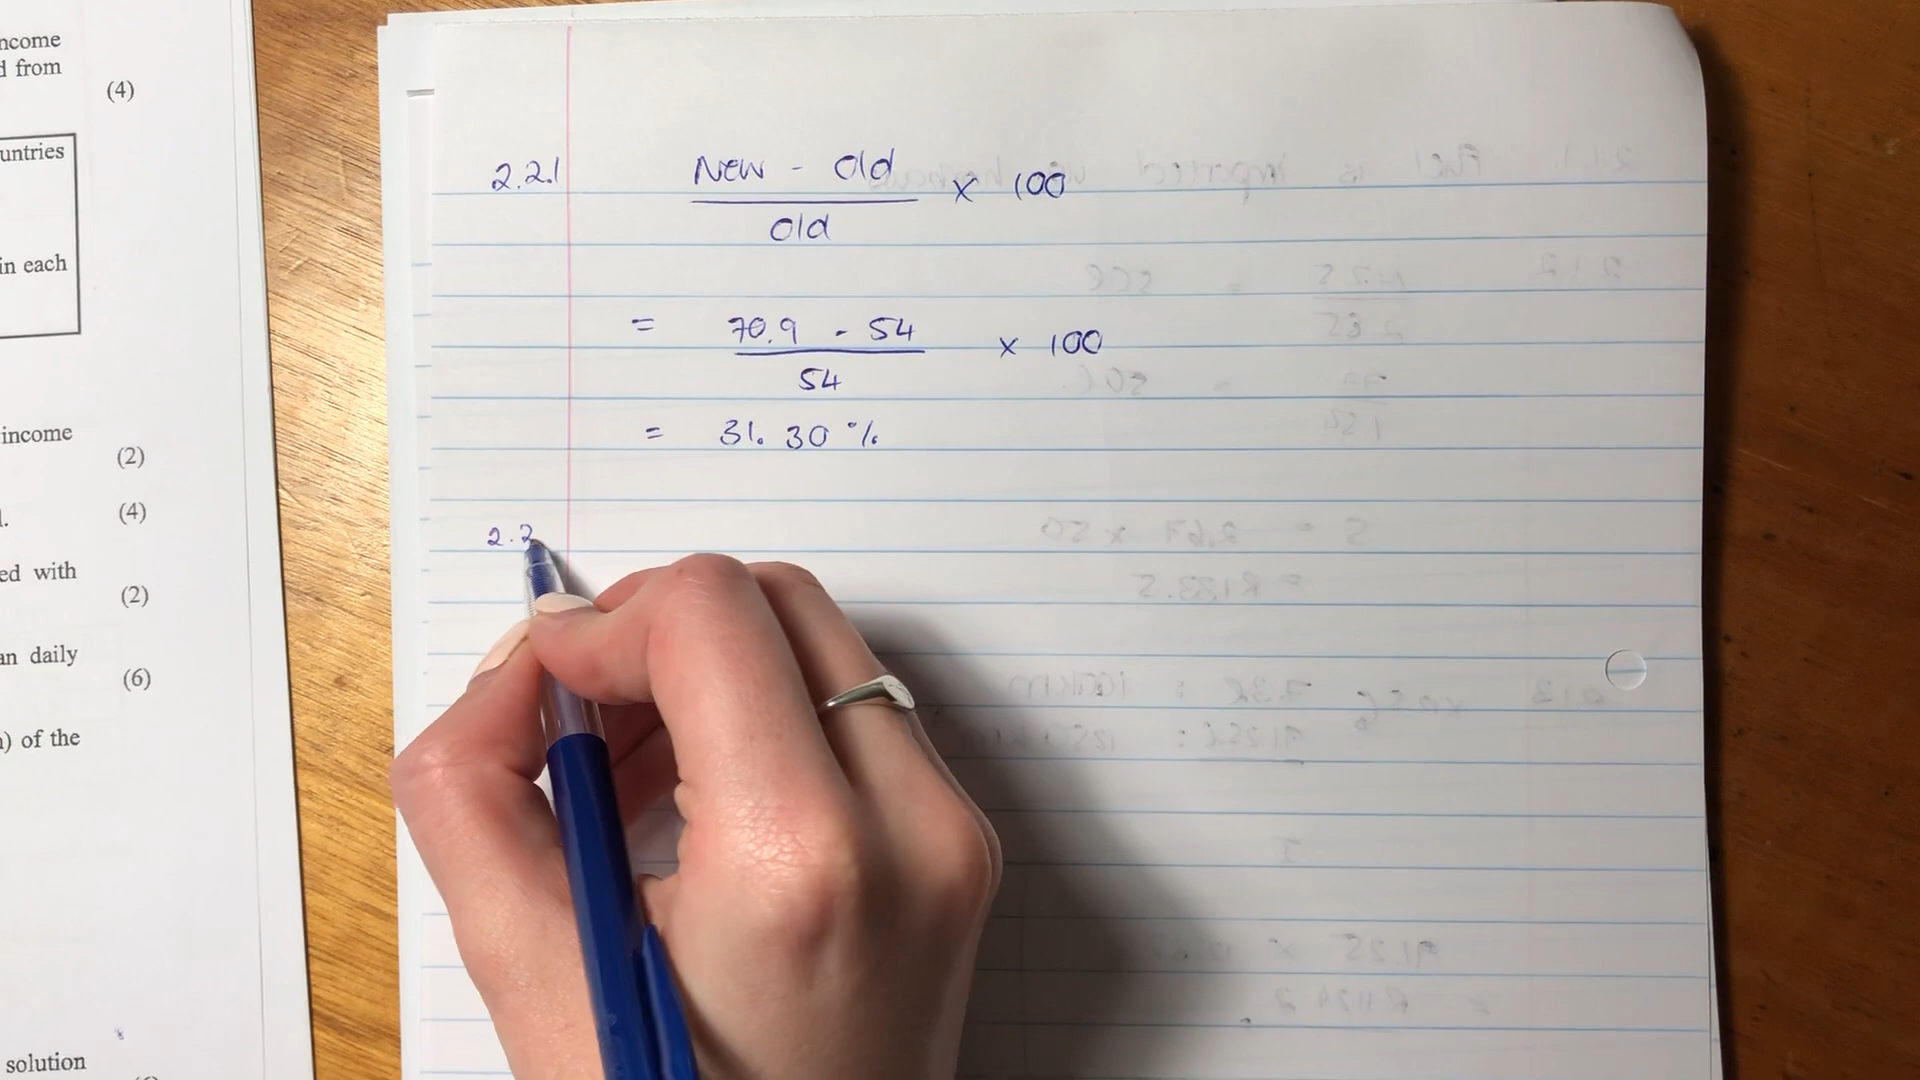 ncome
d from
(4)
untries
in each
income
(2)
(4)
ed with
(2)
an daily
(6)
) of the
solution
2.2.1 New - Old × 100
Old
= 70.9 - 54 × 100
54
= 31.30 %
2.2